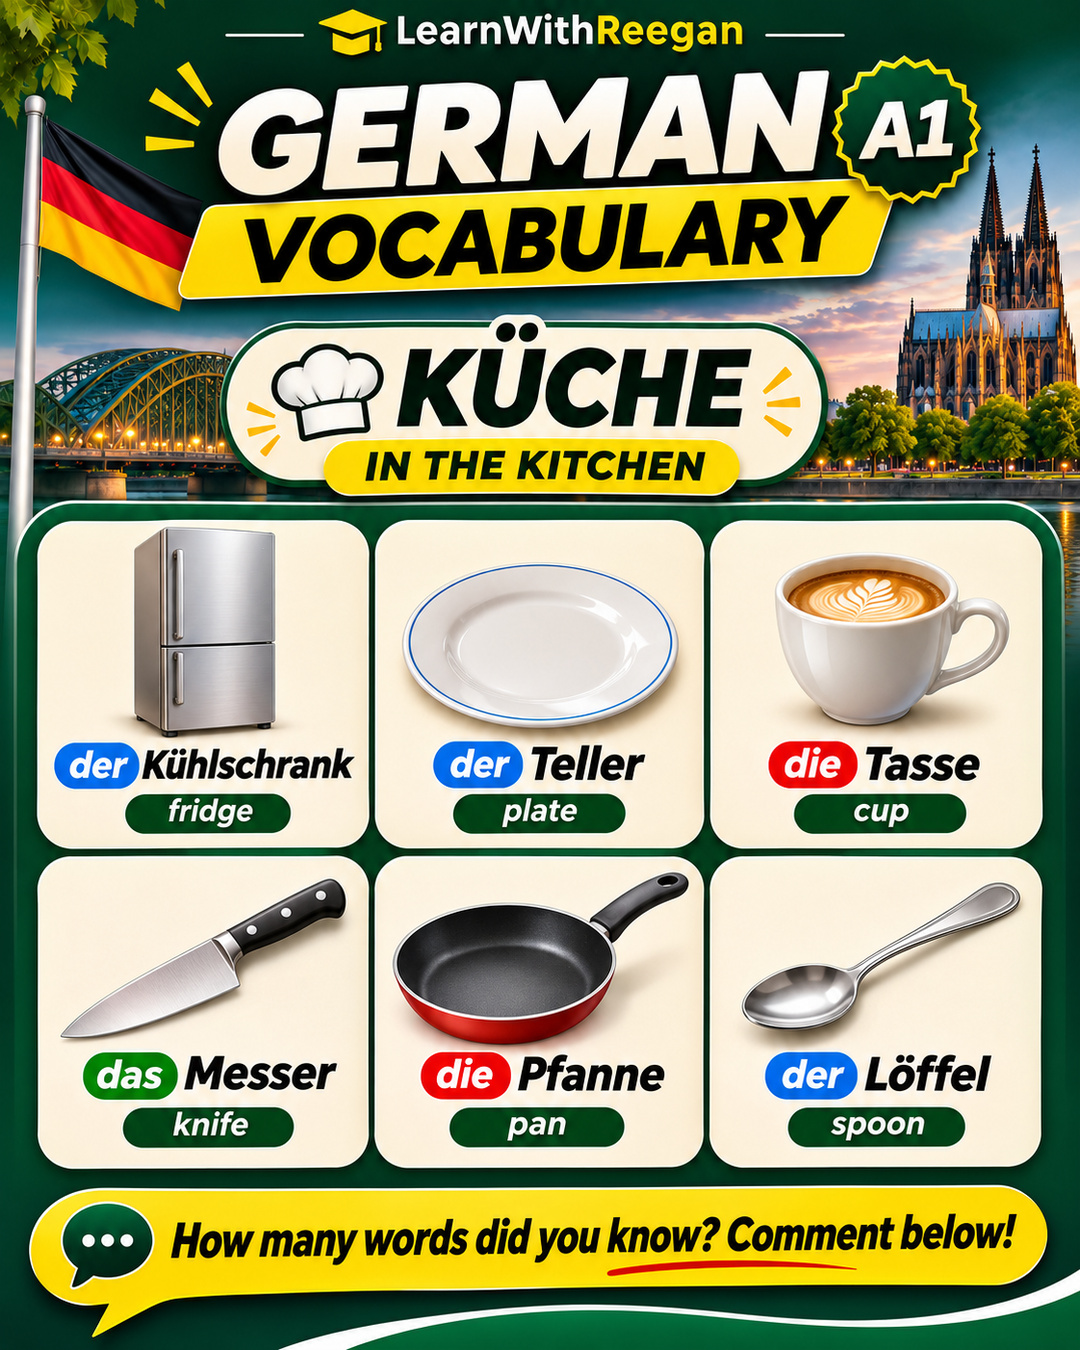 LearnWithReegan
GERMAN
A1
VOCABULARY
KÜCHE
IN THE KITCHEN
der Kühlschrank
fridge
der Teller
plate
die Tasse
cup
das Messer
knife
die Pfanne
pan
der Löffel
spoon
How many words did you know? Comment below!